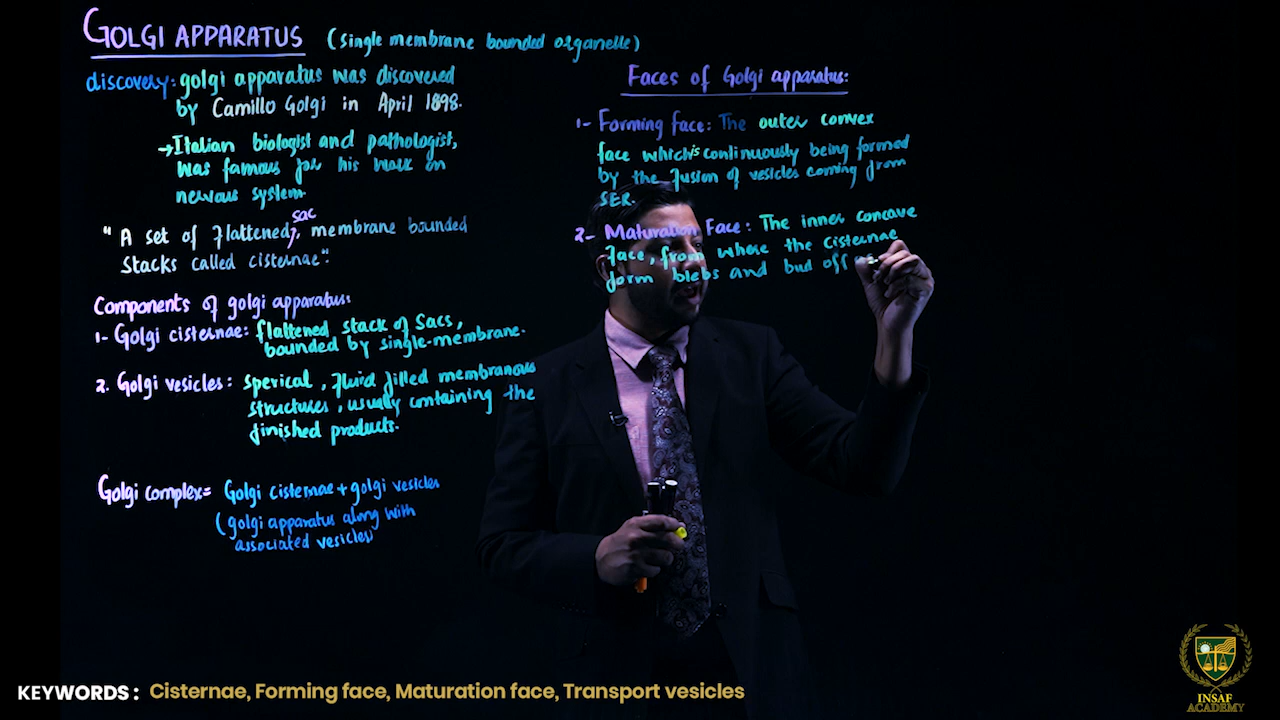 GOLGI APPARATUS (single membrane bounded organelle)
discovery: golgi apparatus was discovered
by Camillo Golgi in April 1898.
→Italian biologist and pathologist,
was famous for his work on
nervous system.
sac
"A set of flattened, membrane bounded
Stacks called cisternae".
Components of golgi apparatus:
1- Golgi cisternae: flattened stack of Sacs,
bounded by single-membrane.
2. Golgi vesicles: sperical, fluid filled membranous
structures, usually containing the
finished products.
Golgi complex= Golgi cisternae + golgi vesicles
(golgi apparatus along with
associated vesicles)
Faces of Golgi apparatus:
1- Forming face: The outer convex
face which is continuously being formed
by the fusion of vesicles coming from
SER.
2- Maturation Face: The inner concave
face, from where the cisternae
form blebs and bud off
KEYWORDS: Cisternae, Forming face, Maturation face, Transport vesicles
INSAF
ACADEMY